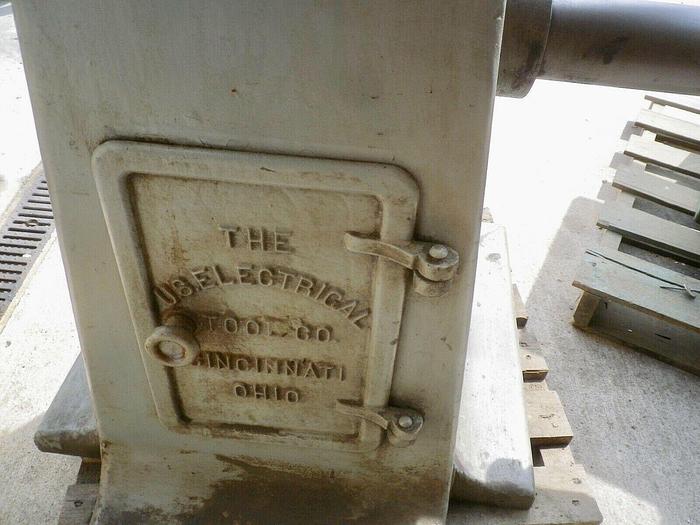 THE
US ELECTRICAL
TOOL CO.
CINCINNATI
OHIO